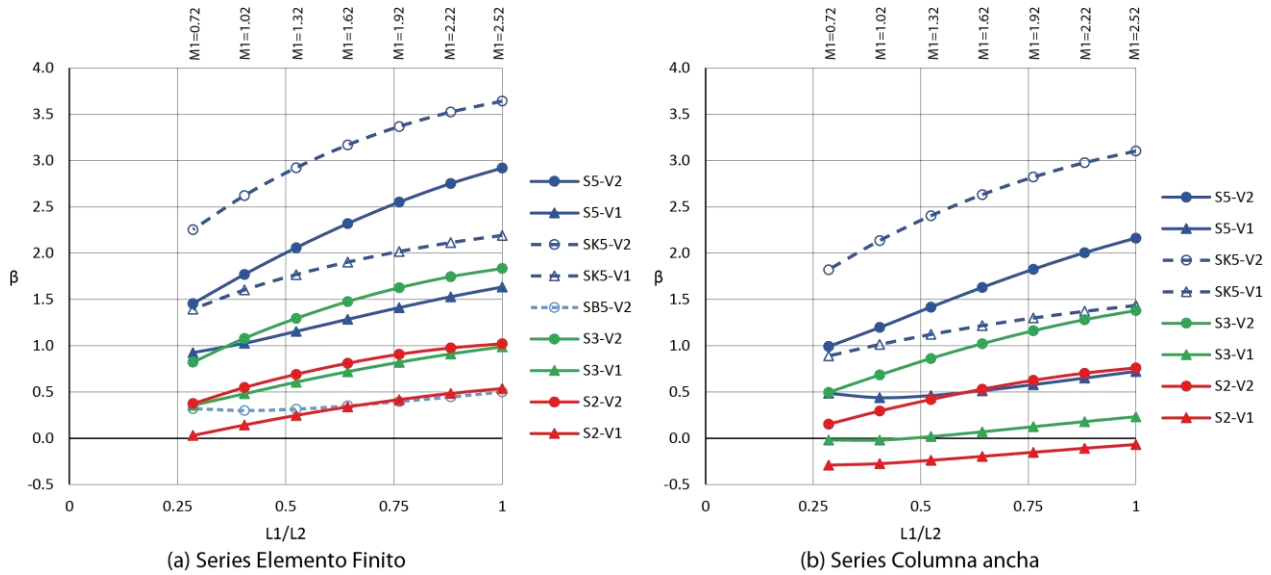 M1=0.72
M1=1.02
M1=1.32
M1=1.62
M1=1.92
M1=2.22
M1=2.52
4.0
3.5
3.0
2.5
2.0
1.5
1.0
0.5
0.0
-0.5
β
0
0.25
0.5
0.75
1
L1/L2
S5-V2
S5-V1
SK5-V2
SK5-V1
SB5-V2
S3-V2
S3-V1
S2-V2
S2-V1
(a) Series Elemento Finito
M1=0.72
M1=1.02
M1=1.32
M1=1.62
M1=1.92
M1=2.22
M1=2.52
4.0
3.5
3.0
2.5
2.0
1.5
1.0
0.5
0.0
-0.5
β
0
0.25
0.5
0.75
1
L1/L2
S5-V2
S5-V1
SK5-V2
SK5-V1
S3-V2
S3-V1
S2-V2
S2-V1
(b) Series Columna ancha